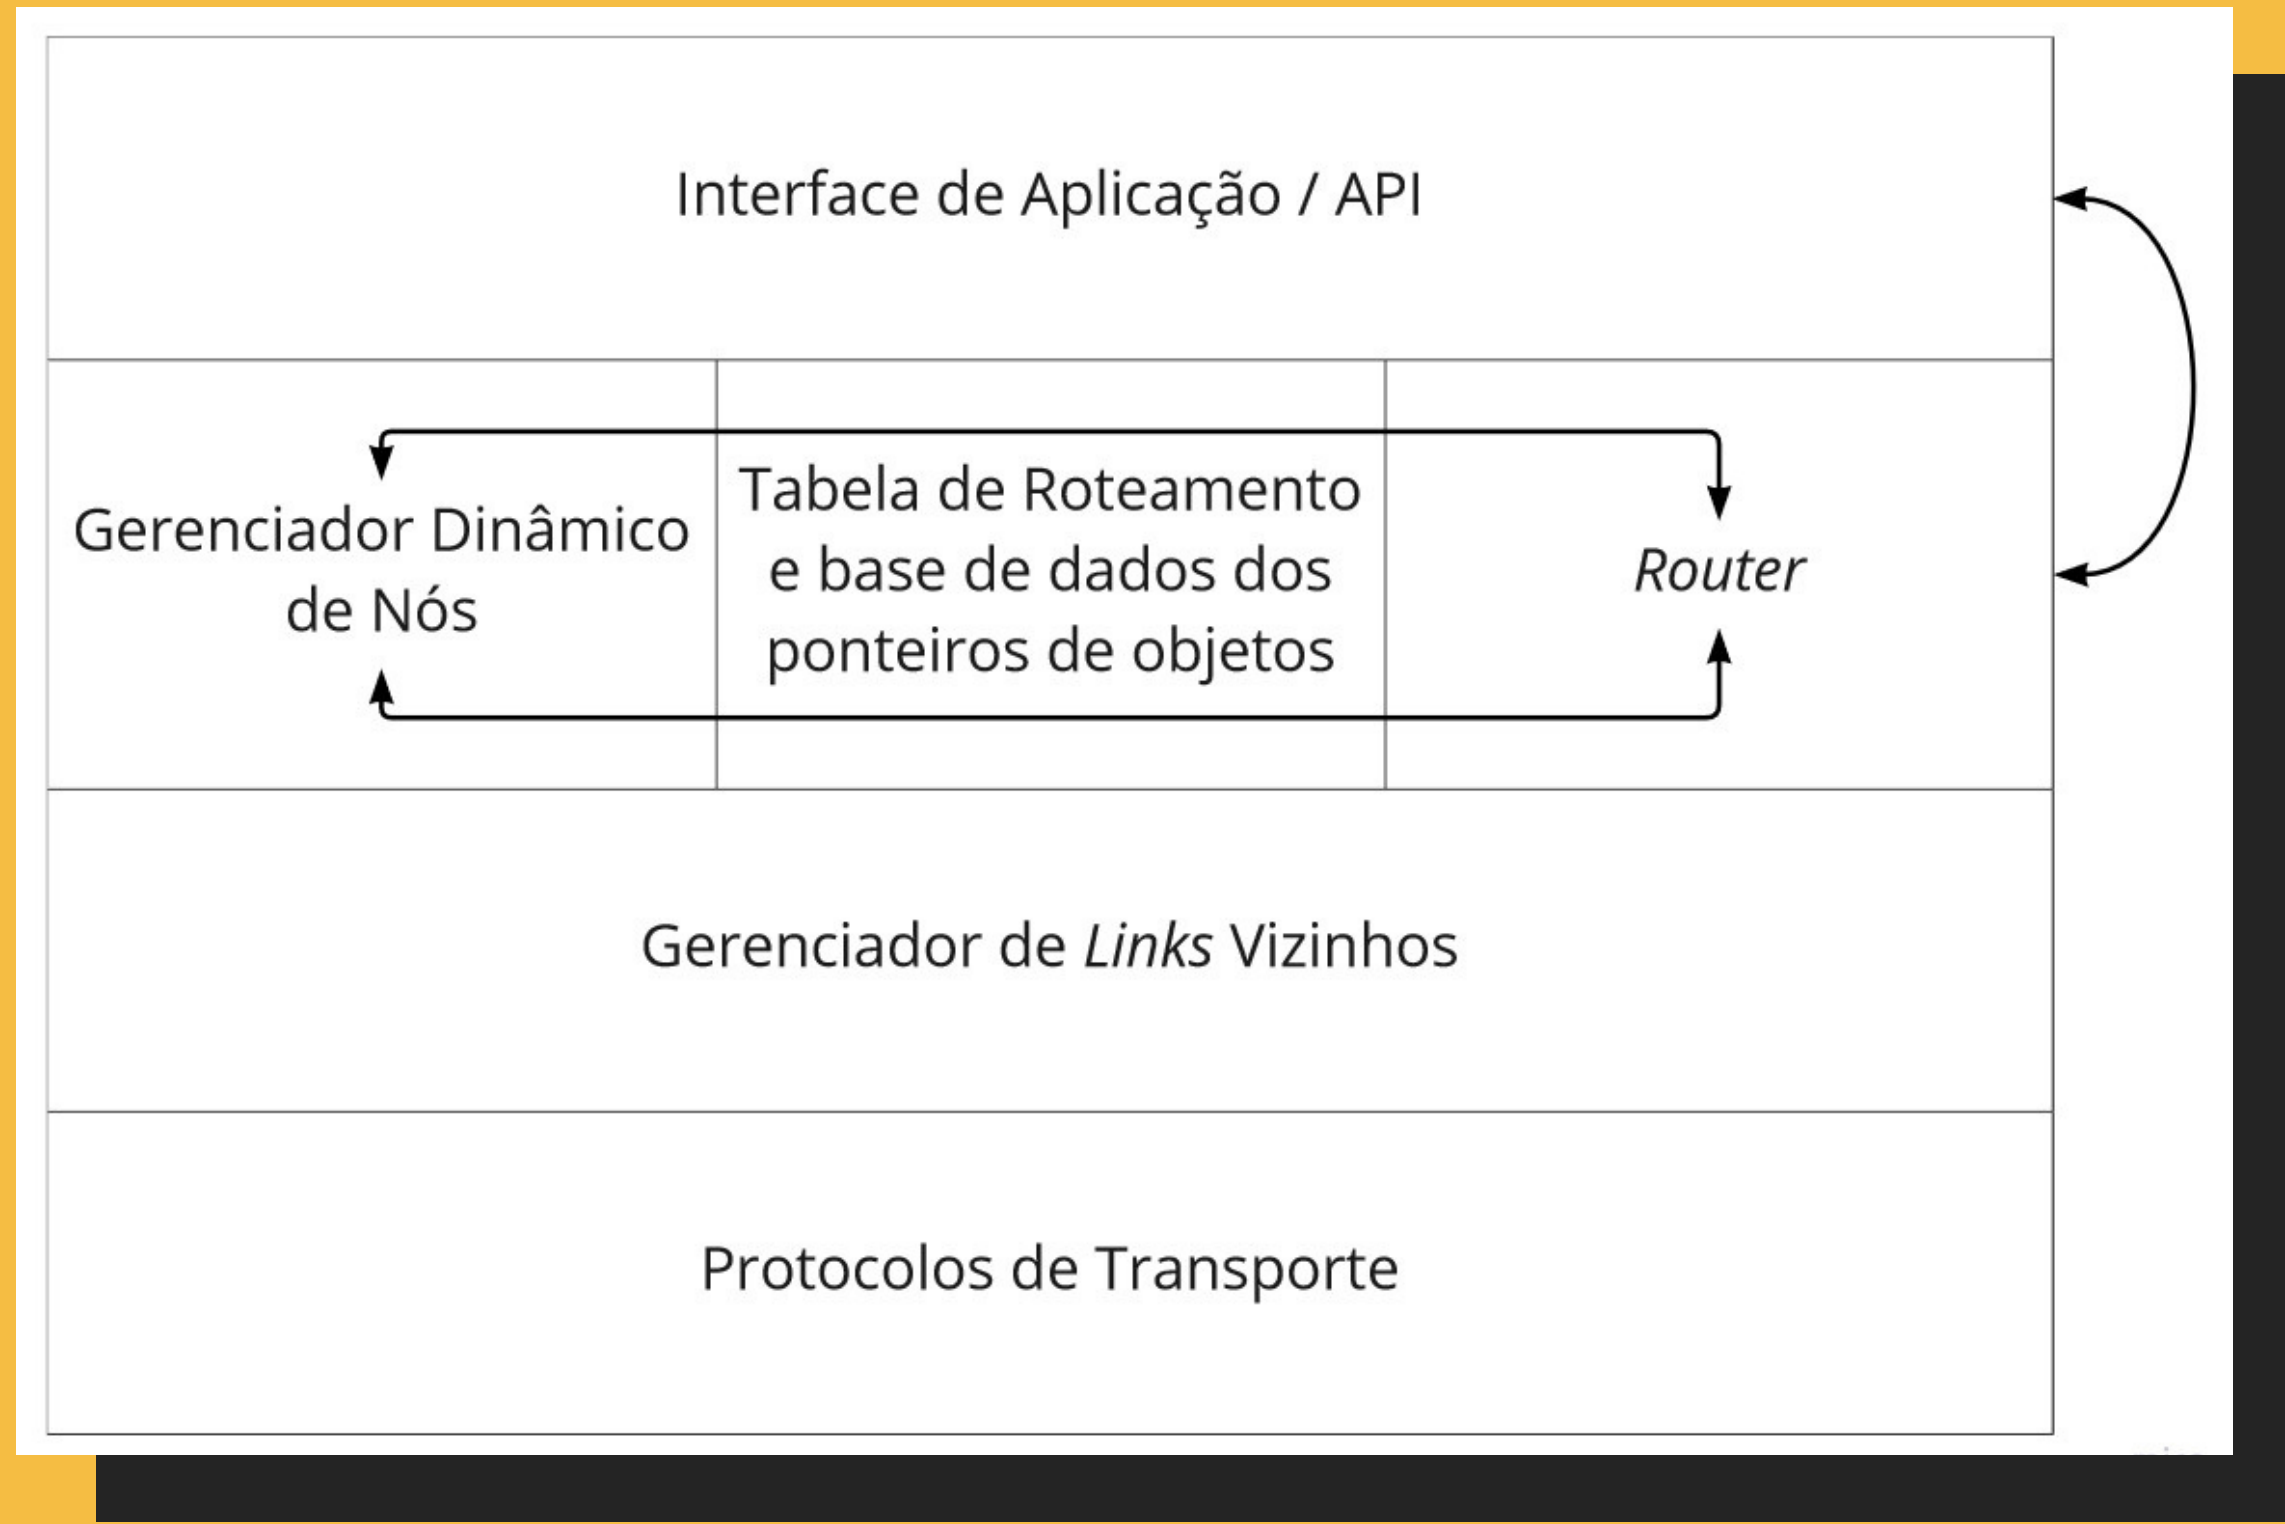 Interface de Aplicação / API
Gerenciador Dinâmico
de Nós
Tabela de Roteamento
e base de dados dos
ponteiros de objetos
Router
Gerenciador de Links Vizinhos
Protocolos de Transporte